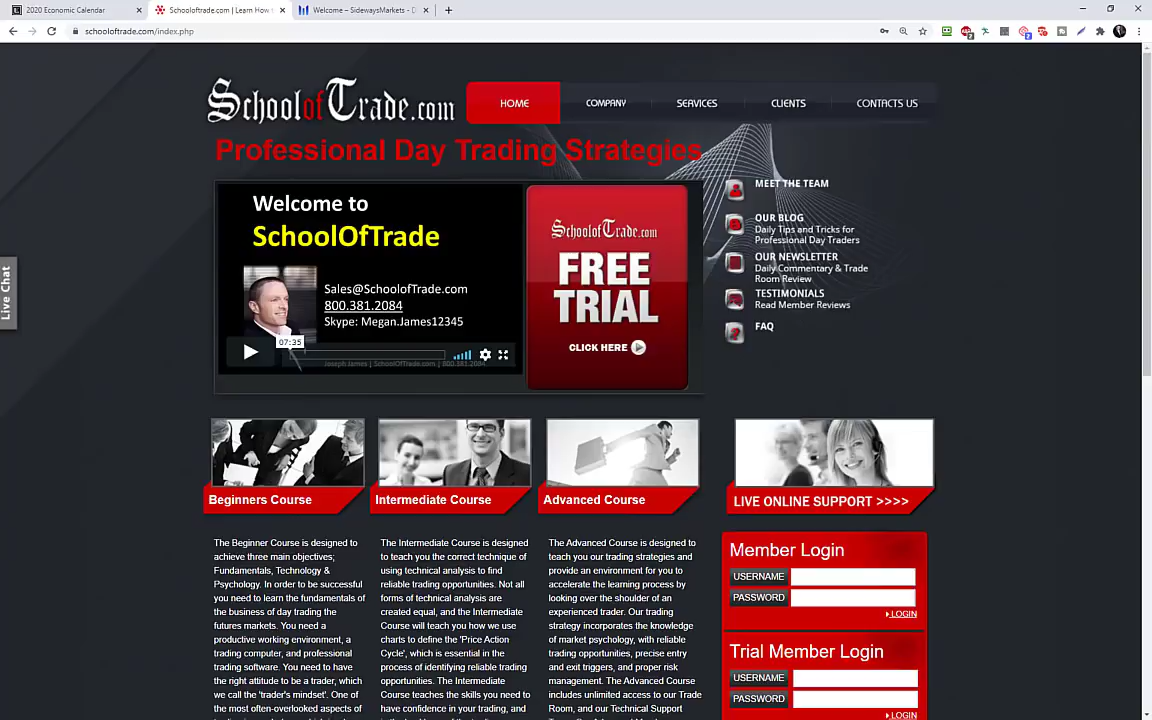 2020 Economic Calendar
Schooloftrade.com | Learn How
Welcome – SidewaysMarkets - D
schooloftrade.com/index.php
SchoolofTrade.com
HOME
COMPANY
SERVICES
CLIENTS
CONTACTS US
Professional Day Trading Strategies
Welcome to
SchoolOfTrade
Sales@SchoolofTrade.com
800.381.2084
Skype: Megan.James12345
07:35
Joseph James | SchoolOfTrade.com | 800.381.2084
SchoolofTrade.com
FREE
TRIAL
CLICK HERE
MEET THE TEAM
OUR BLOG
Daily Tips and Tricks for
Professional Day Traders
OUR NEWSLETTER
Daily Commentary & Trade
Room Review
TESTIMONIALS
Read Member Reviews
FAQ
Live Chat
Beginners Course
Intermediate Course
Advanced Course
LIVE ONLINE SUPPORT >>>>
The Beginner Course is designed to
achieve three main objectives;
Fundamentals, Technology &
Psychology. In order to be successful
you need to learn the fundamentals of
the business of day trading the
futures markets. You need a
productive working environment, a
trading computer, and professional
trading software. You need to have
the right attitude to be a trader, which
we call the 'trader's mindset'. One of
the most often-overlooked aspects of
The Intermediate Course is designed
to teach you the correct technique of
using technical analysis to find
reliable trading opportunities. Not all
forms of technical analysis are
created equal, and the Intermediate
Course will teach you how we use
charts to define the 'Price Action
Cycle', which is essential in the
process of identifying reliable trading
opportunities. The Intermediate
Course teaches the skills you need to
have confidence in your trading, and
The Advanced Course is designed to
teach you our trading strategies and
provide an environment for you to
accelerate the learning process by
looking over the shoulder of an
experienced trader. Our trading
strategy incorporates the knowledge
of market psychology, with reliable
trading opportunities, precise entry
and exit triggers, and proper risk
management. The Advanced Course
includes unlimited access to our Trade
Room, and our Technical Support
Member Login
USERNAME
PASSWORD
LOGIN
Trial Member Login
USERNAME
PASSWORD
LOGIN